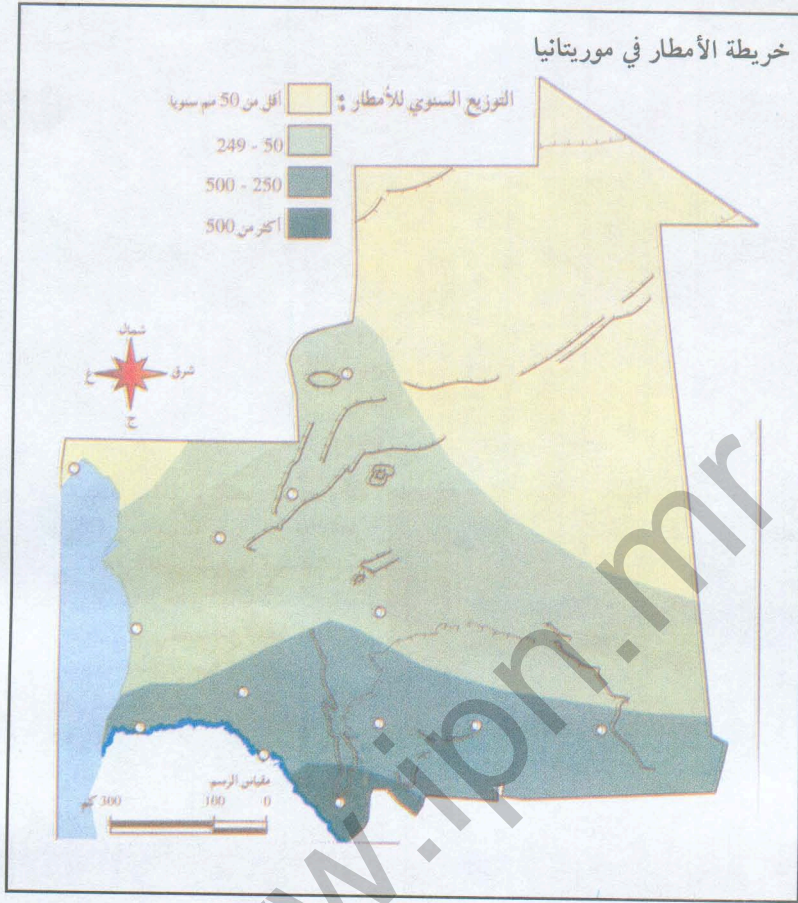 خريطة الأمطار في موريتانيا
التوزيع السنوي للأمطار : أقل من 50 مم سنويا
50 - 249
250 - 500
أكثر من 500
شمال
غ شرق
ج
مقياس الرسم
0 100 300 كم
www.ipn.mr